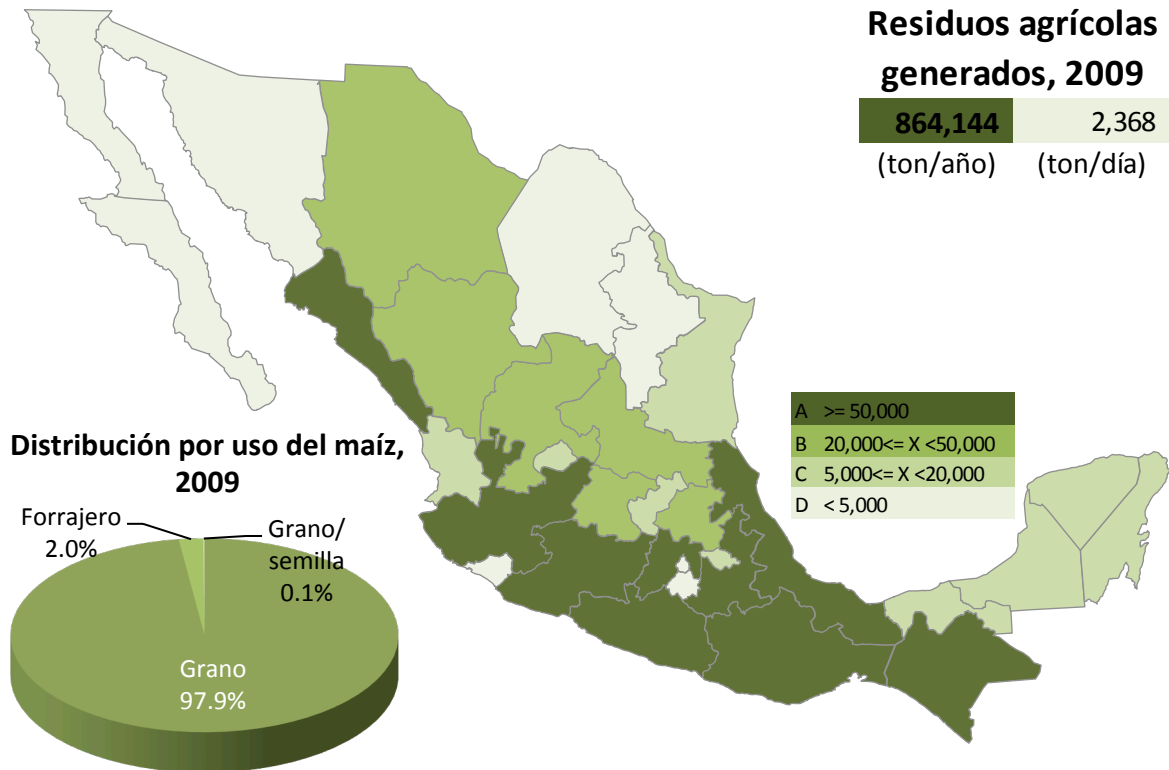 Residuos agrícolas
generados, 2009
864,144 2,368
(ton/año) (ton/día)
A >= 50,000
B 20,000<= X <50,000
C 5,000<= X <20,000
D < 5,000
Distribución por uso del maíz,
2009
Forrajero
2.0%
Grano/
semilla
0.1%
Grano
97.9%